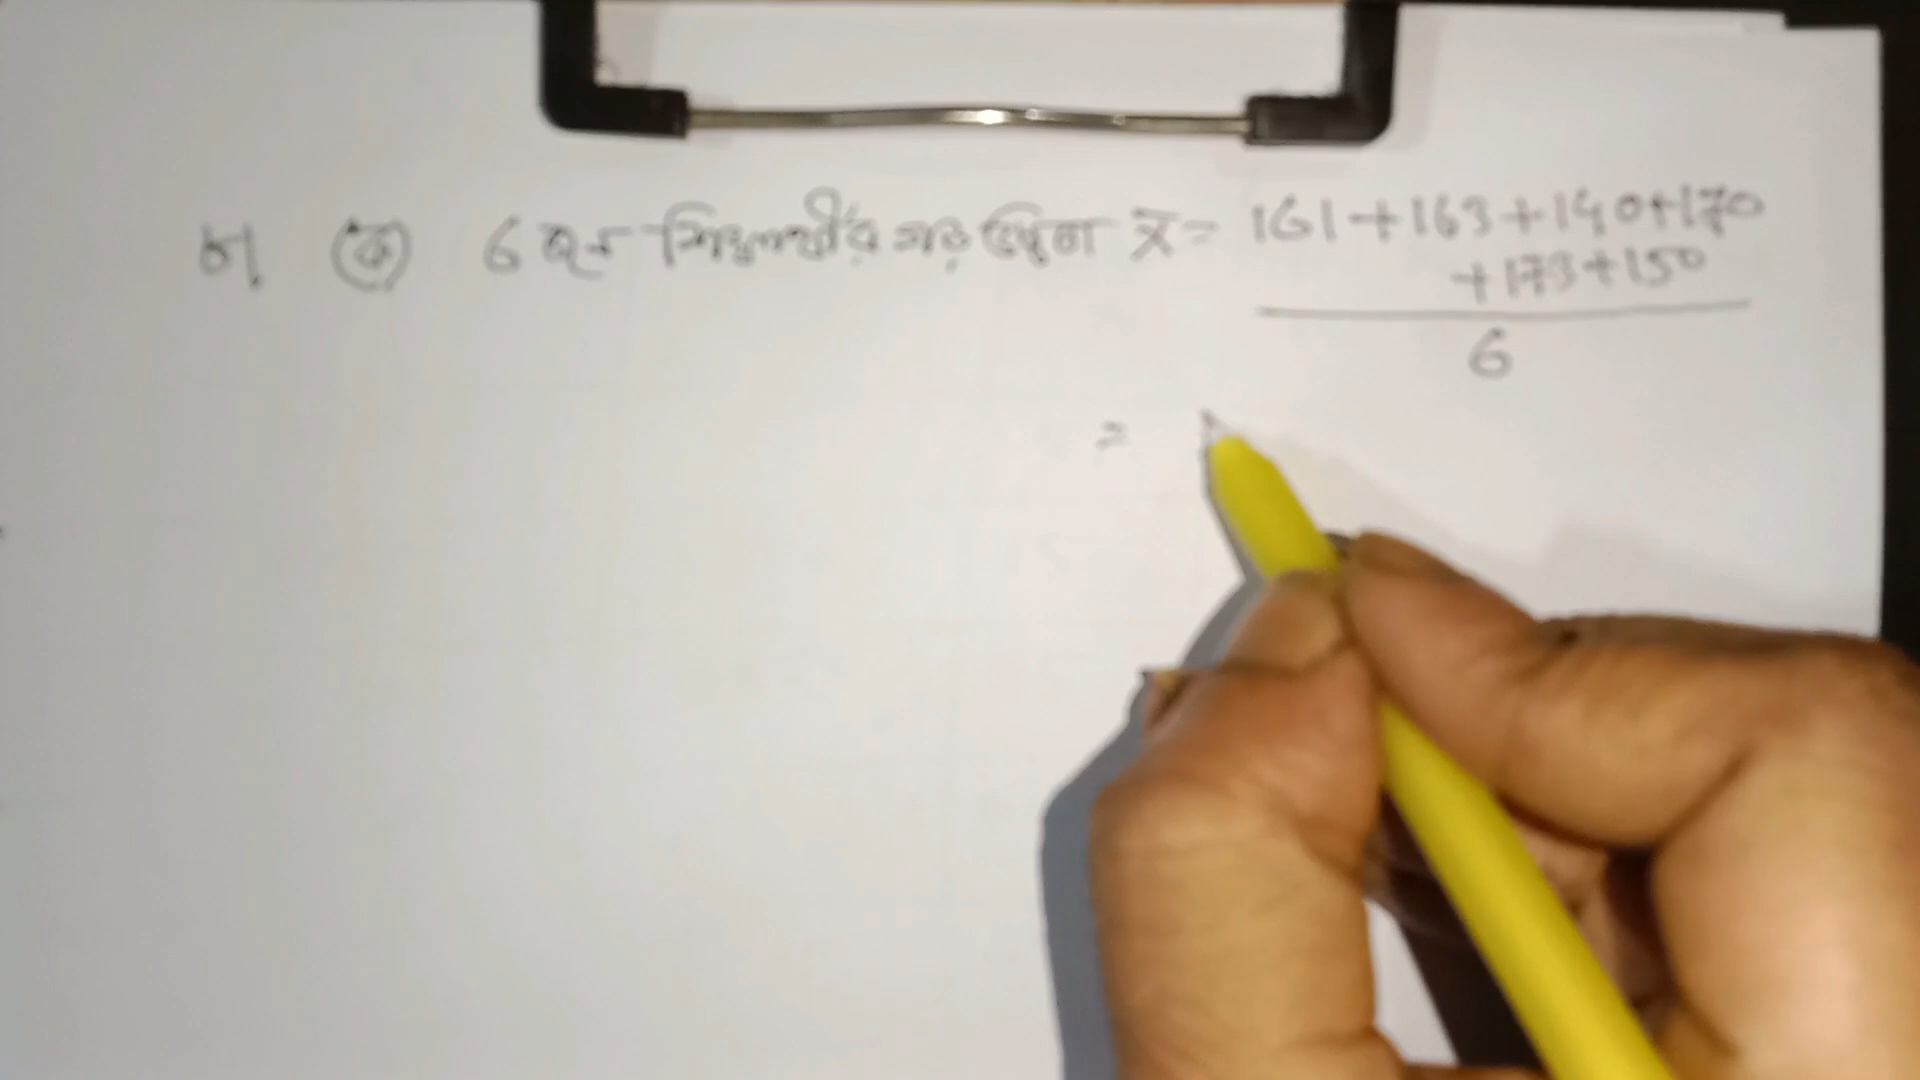 ৮। (ক) 6 জন শিক্ষার্থীর গড় উচ্চতা x̄ = 161+163+140+170
+173+150
6
=